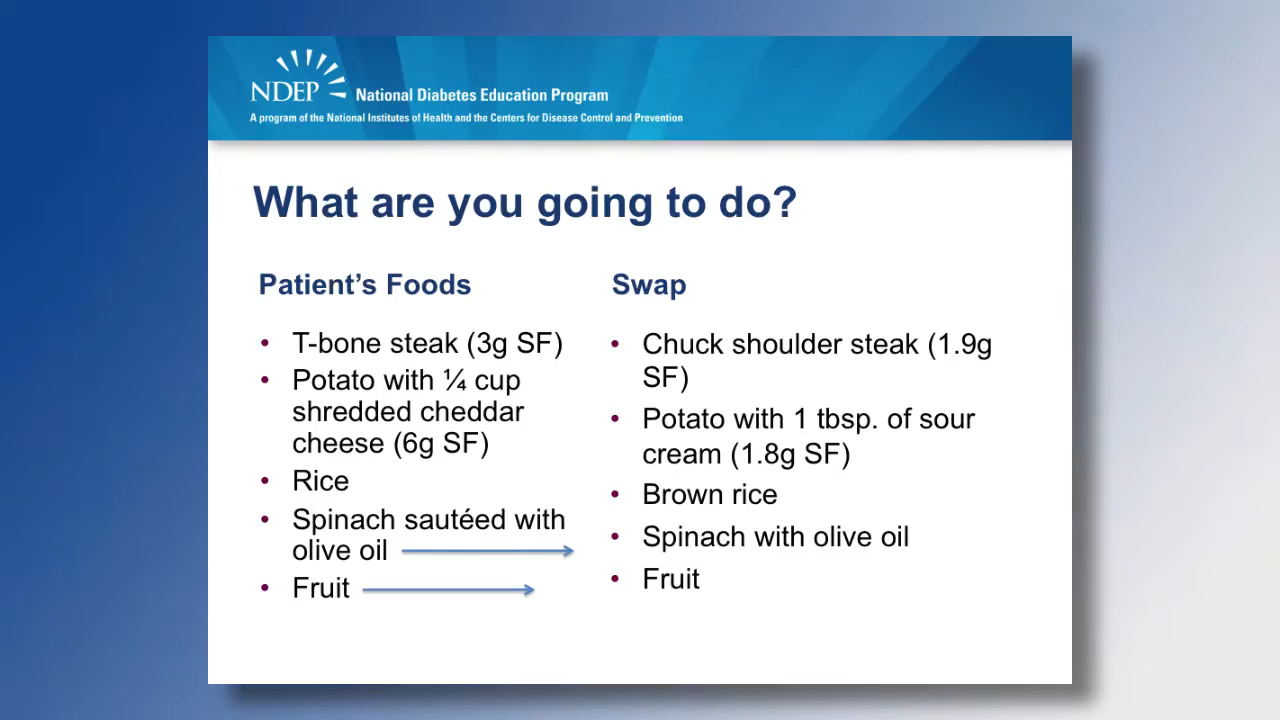 NDEP National Diabetes Education Program
A program of the National Institutes of Health and the Centers for Disease Control and Prevention
What are you going to do?
Patient's Foods
• T-bone steak (3g SF)
• Potato with ¼ cup
shredded cheddar
cheese (6g SF)
• Rice
• Spinach sautéed with
olive oil
• Fruit
Swap
• Chuck shoulder steak (1.9g
SF)
• Potato with 1 tbsp. of sour
cream (1.8g SF)
• Brown rice
• Spinach with olive oil
• Fruit